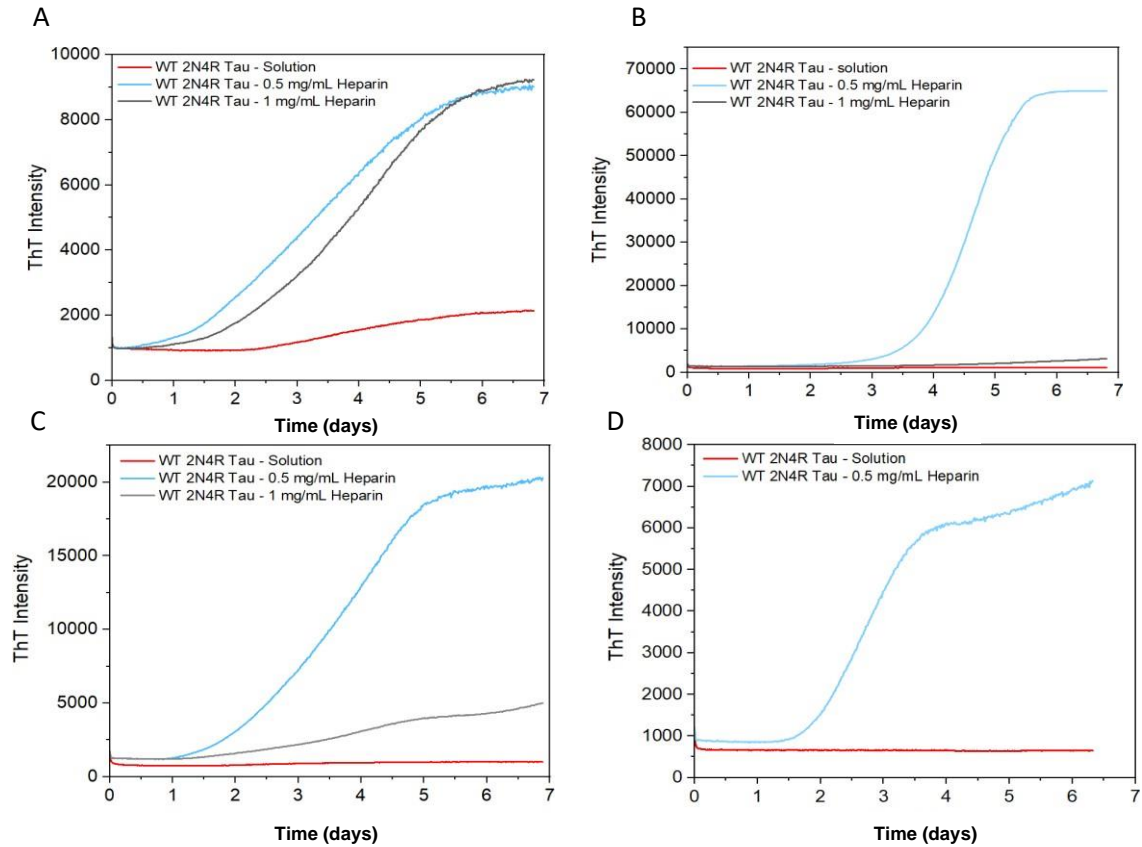 A
10000
8000
6000
4000
2000
0
ThT Intensity
WT 2N4R Tau - Solution
WT 2N4R Tau - 0.5 mg/mL Heparin
WT 2N4R Tau - 1 mg/mL Heparin
0 1 2 3 4 5 6 7
Time (days)
B
70000
60000
50000
40000
30000
20000
10000
0
ThT Intensity
WT 2N4R Tau - solution
WT 2N4R Tau - 0.5 mg/mL Heparin
WT 2N4R Tau - 1 mg/mL Heparin
0 1 2 3 4 5 6 7
Time (days)
C
20000
15000
10000
5000
0
ThT Intensity
WT 2N4R Tau - Solution
WT 2N4R Tau - 0.5 mg/mL Heparin
WT 2N4R Tau - 1 mg/mL Heparin
0 1 2 3 4 5 6 7
Time (days)
D
8000
7000
6000
5000
4000
3000
2000
1000
0
ThT Intensity
WT 2N4R Tau - Solution
WT 2N4R Tau - 0.5 mg/mL Heparin
0 1 2 3 4 5 6 7
Time (days)